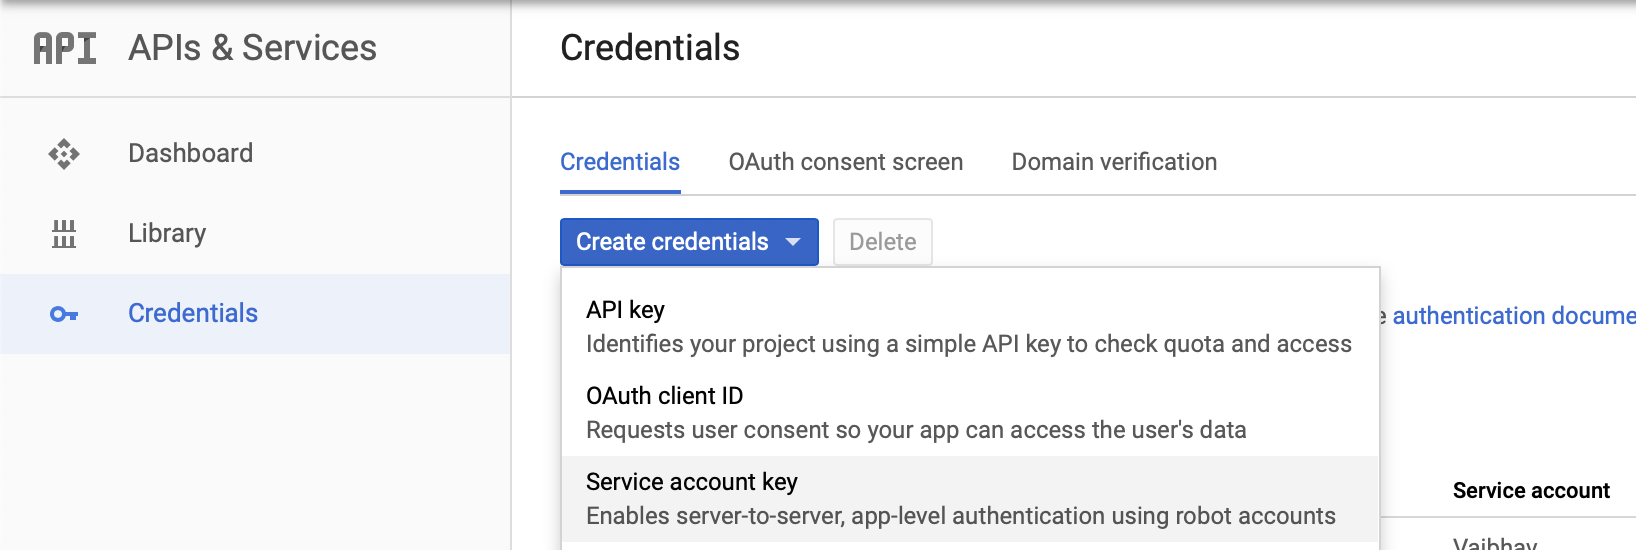 API APIs & Services
Credentials
Dashboard
Library
Credentials
Credentials OAuth consent screen Domain verification
Create credentials Delete
API key
Identifies your project using a simple API key to check quota and access
authentication docume
OAuth client ID
Requests user consent so your app can access the user's data
Service account key
Enables server-to-server, app-level authentication using robot accounts
Service account
Vaibhav